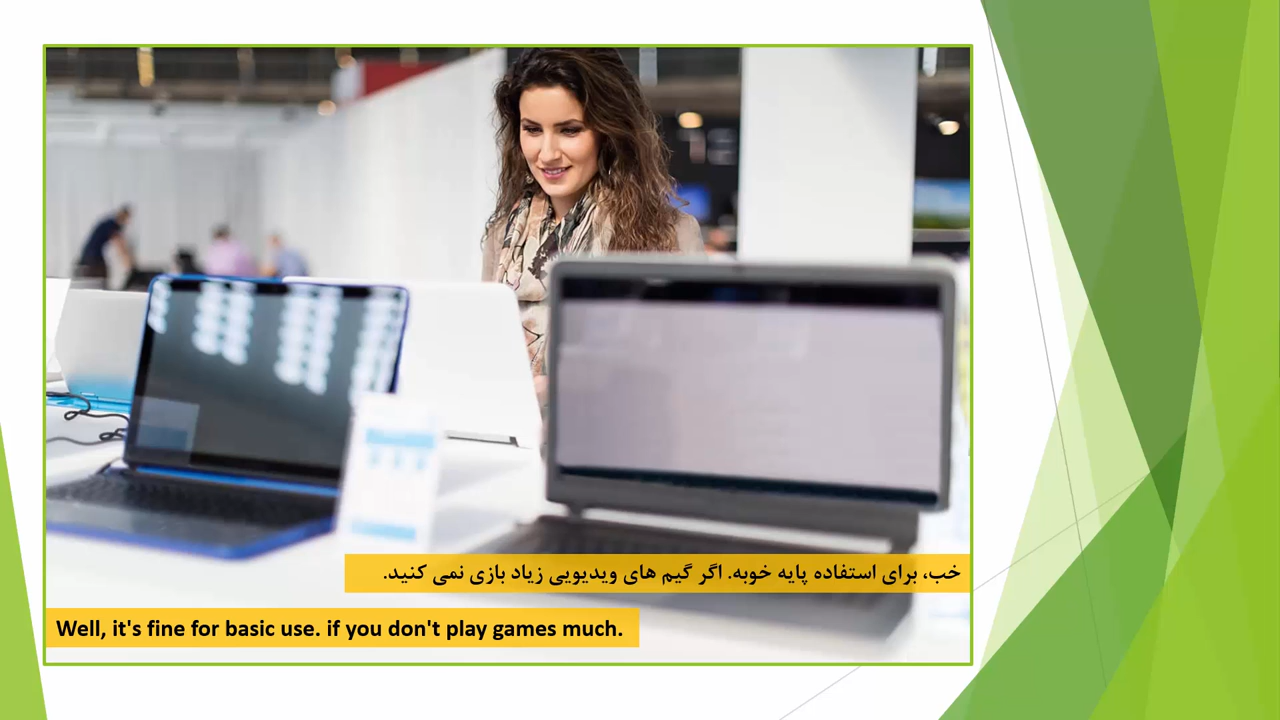 خب، برای استفاده پایه خوبه. اگر گیم های ویدیویی زیاد بازی نمی کنید.
Well, it's fine for basic use. if you don't play games much.